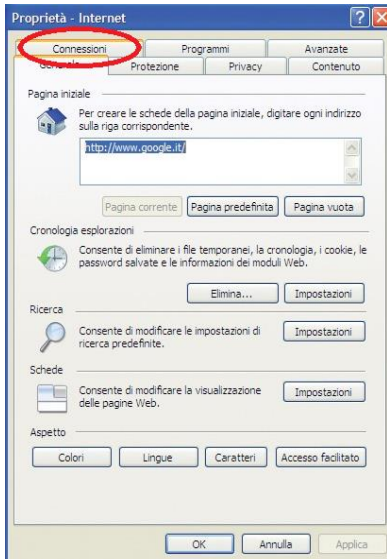 Proprietà - Internet
Connessioni Programmi Avanzate
Generale Protezione Privacy Contenuto
Pagina iniziale
Per creare le schede della pagina iniziale, digitare ogni indirizzo
sulla riga corrispondente.
http://www.google.it/
Pagina corrente Pagina predefinita Pagina vuota
Cronologia esplorazioni
Consente di eliminare i file temporanei, la cronologia, i cookie, le
password salvate e le informazioni dei moduli Web.
Elimina... Impostazioni
Ricerca
Consente di modificare le impostazioni di
ricerca predefinite.
Impostazioni
Schede
Consente di modificare la visualizzazione
delle pagine Web.
Impostazioni
Aspetto
Colori Lingue Caratteri Accesso facilitato
OK Annulla Applica